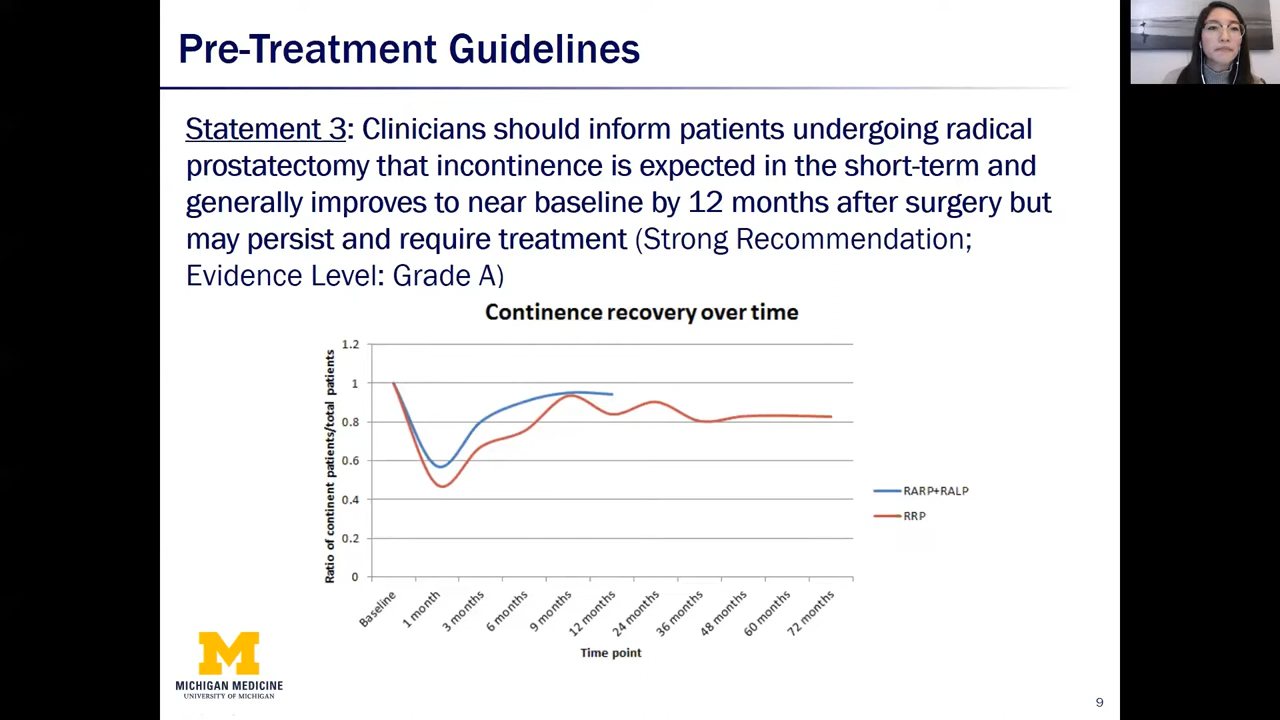 Pre-Treatment Guidelines
Statement 3: Clinicians should inform patients undergoing radical
prostatectomy that incontinence is expected in the short-term and
generally improves to near baseline by 12 months after surgery but
may persist and require treatment (Strong Recommendation;
Evidence Level: Grade A)
Continence recovery over time
Ratio of continent patients/total patients
1.2
1
0.8
0.6
0.4
0.2
0
Baseline
1 month
3 months
6 months
9 months
12 months
24 months
36 months
48 months
60 months
72 months
Time point
RARP+RALP
RRP
M
MICHIGAN MEDICINE
UNIVERSITY OF MICHIGAN
9